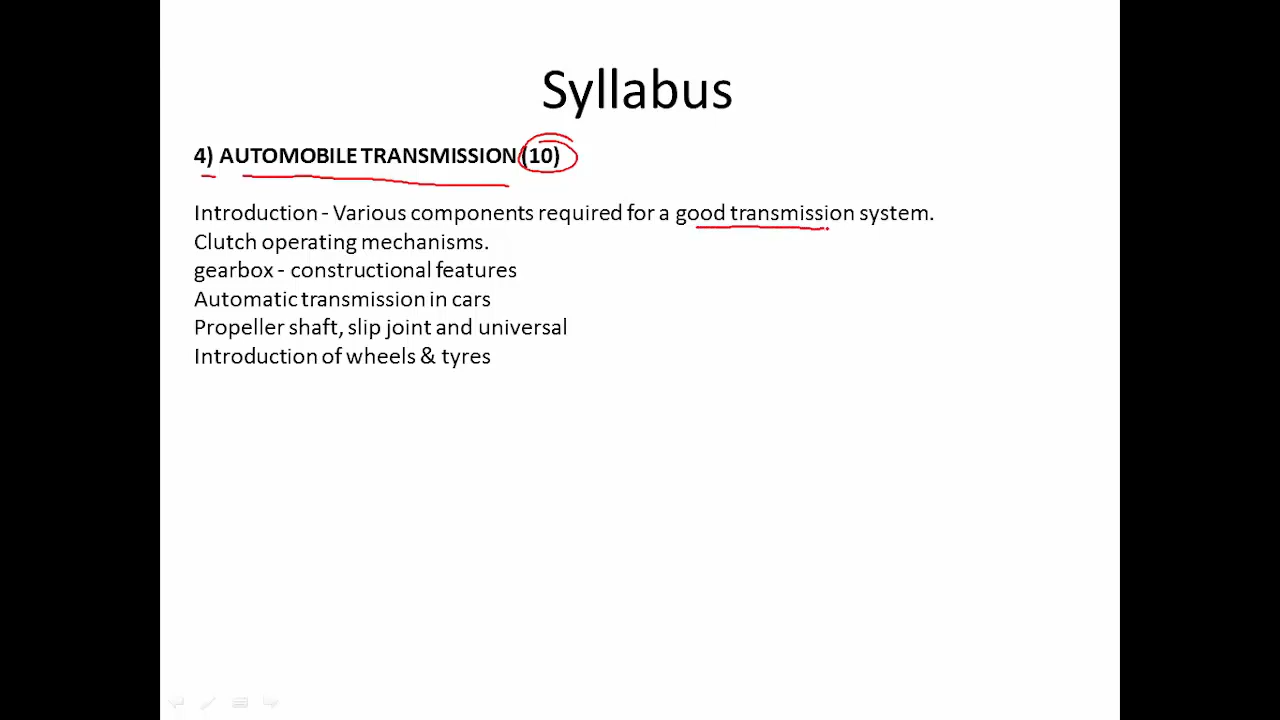 Syllabus
4) AUTOMOBILE TRANSMISSION (10)
Introduction - Various components required for a good transmission system.
Clutch operating mechanisms.
gearbox - constructional features
Automatic transmission in cars
Propeller shaft, slip joint and universal
Introduction of wheels & tyres